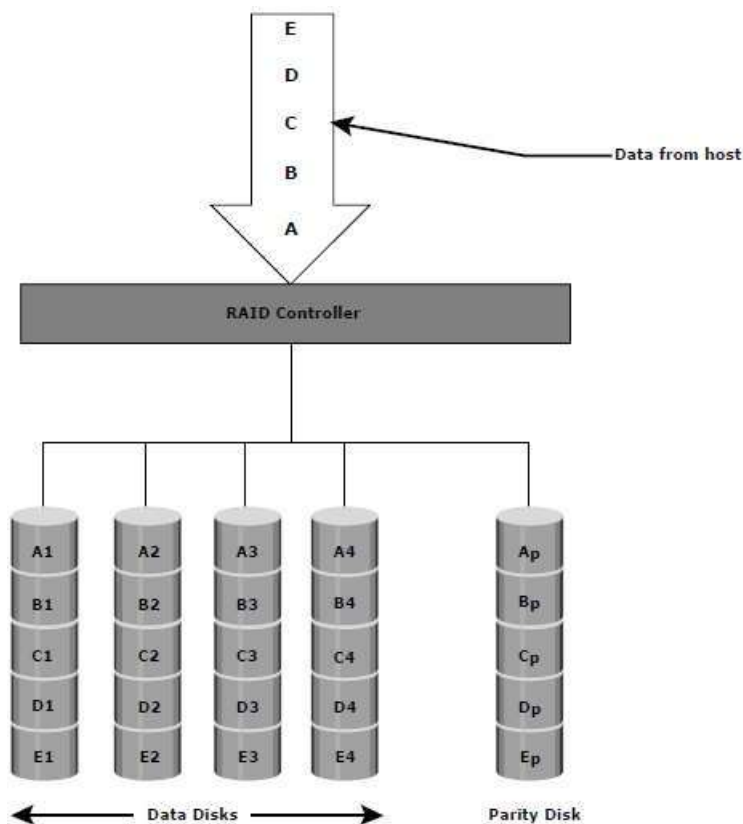 E
D
C
B
A
Data from host
RAID Controller
A1 A2 A3 A4 Ap
B1 B2 B3 B4 Bp
C1 C2 C3 C4 Cp
D1 D2 D3 D4 Dp
E1 E2 E3 E4 Ep
Data Disks Parity Disk